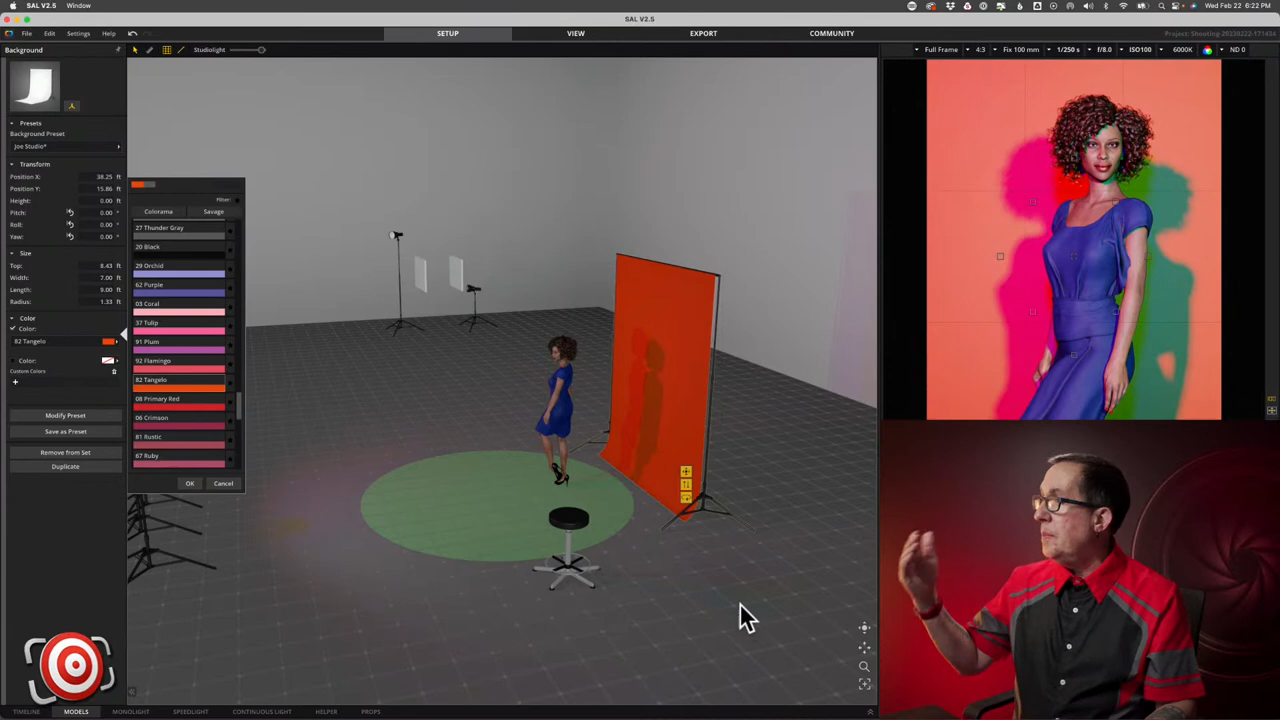 SAL V2.5 Window
Wed Feb 22 6:22 PM
SAL V2.5
File Edit Settings Help
SETUP VIEW EXPORT COMMUNITY
Project: Shooting-20230222-17143A
Background
Studiolight
Full Frame 4:3 Fix 100 mm 1/250 s f/8.0 ISO100 6000K ND 0
Presets
Background Preset
Joe Studio*
Transform
Position X: 38.25 ft
Position Y: 15.86 ft
Height: 0.00 ft
Pitch: 0.00 °
Roll: 0.00 °
Yaw: 0.00 °
Size
Top: 8.43 ft
Width: 7.00 ft
Length: 9.00 ft
Radius: 1.33 ft
Color
Color:
82 Tangelo
Color:
Custom Colors
+
Modify Preset
Save as Preset
Remove from Set
Duplicate
Filter:
Colorama Savage
27 Thunder Gray
20 Black
29 Orchid
62 Purple
03 Coral
37 Tulip
91 Plum
92 Flamingo
82 Tangelo
08 Primary Red
06 Crimson
81 Rustic
67 Ruby
OK Cancel
TIMELINE MODELS MONOLIGHT SPEEDLIGHT CONTINUOUS LIGHT HELPER PROPS